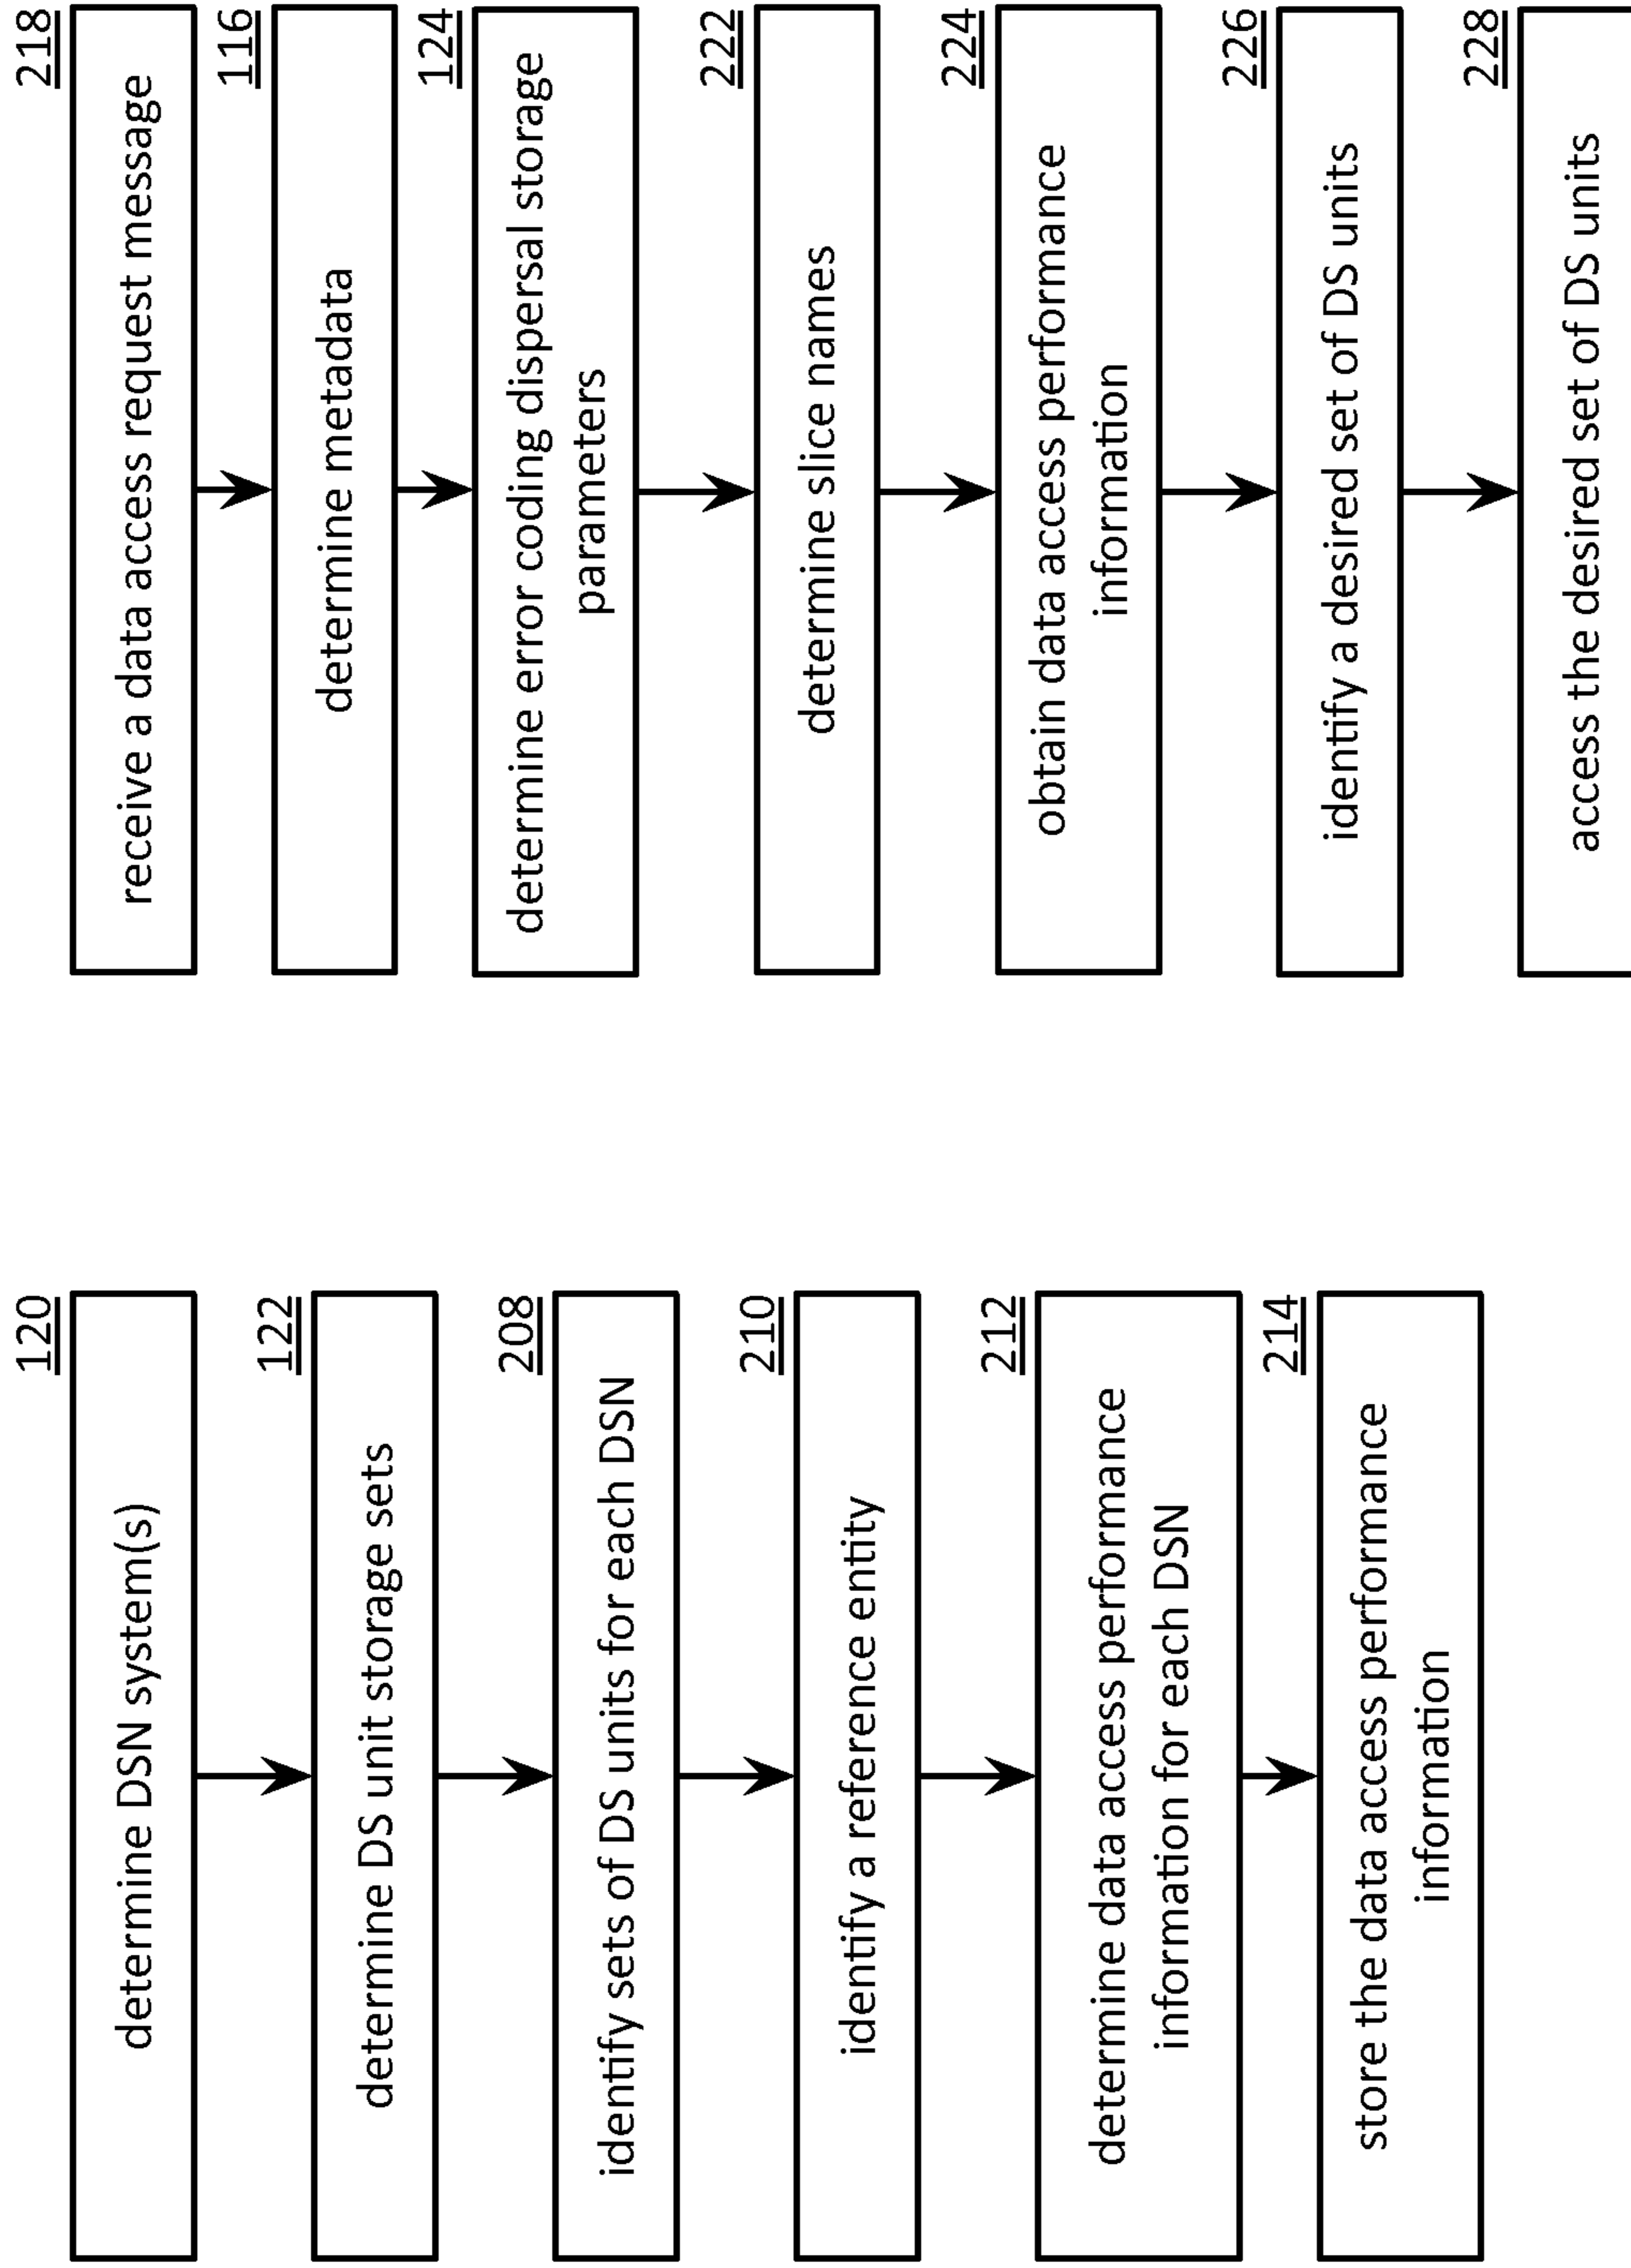 120
determine DSN system(s)
122
determine DS unit storage sets
208
identify sets of DS units for each DSN
210
identify a reference entity
212
determine data access performance
information for each DSN
214
store the data access performance
information
218
receive a data access request message
116
determine metadata
124
determine error coding dispersal storage
parameters
222
determine slice names
224
obtain data access performance
information
226
identify a desired set of DS units
228
access the desired set of DS units